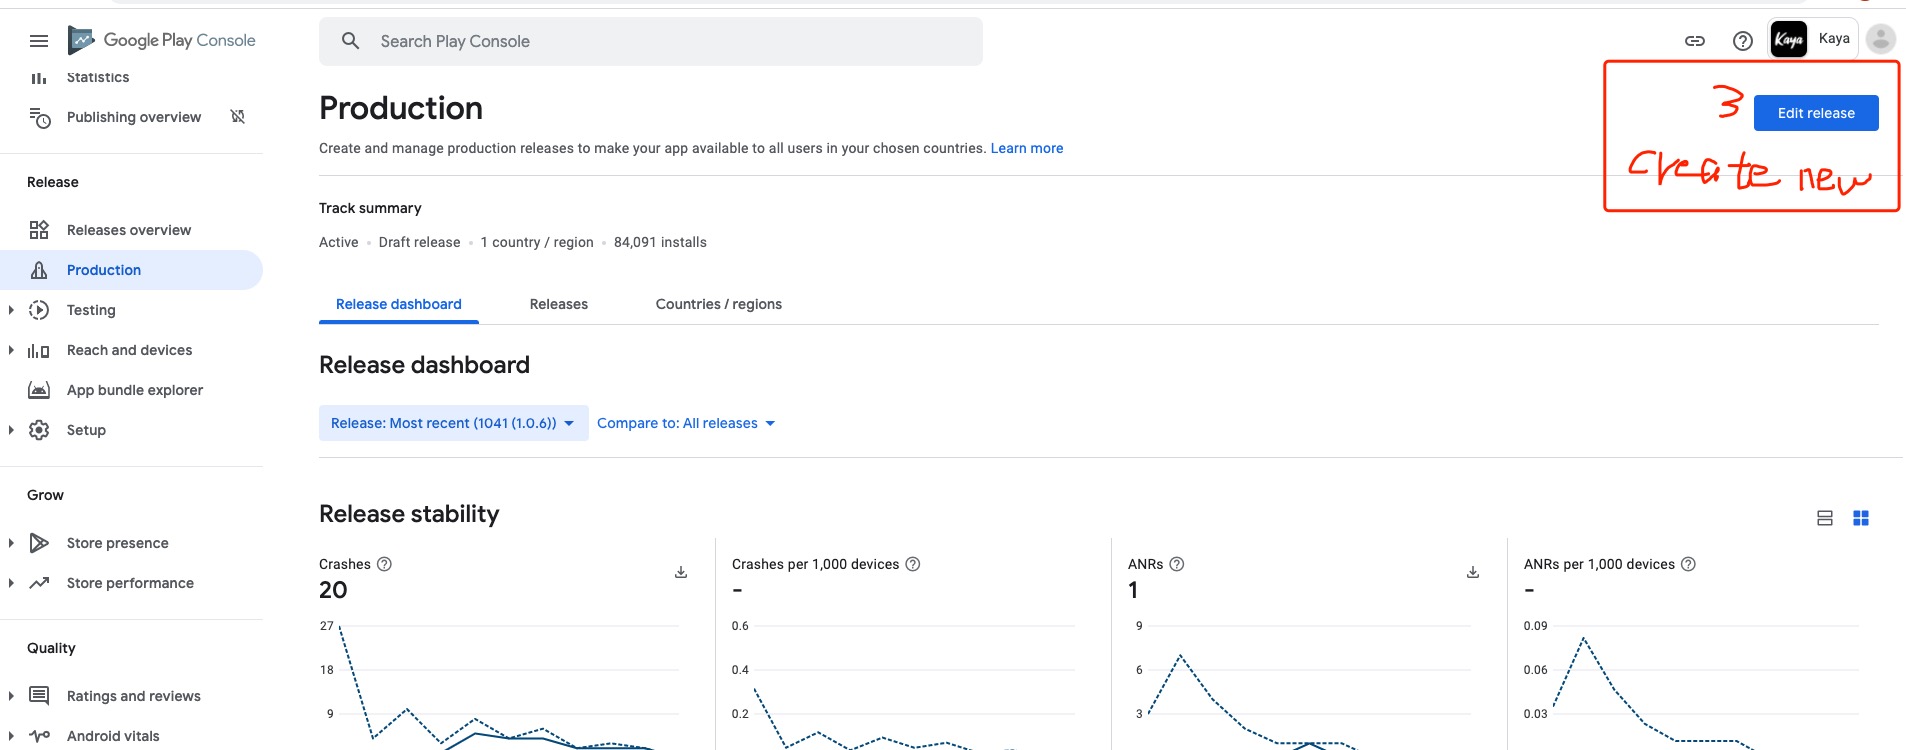 Google Play Console
Search Play Console
Kaya
Kaya
Statistics
Publishing overview
Release
Releases overview
Production
Testing
Reach and devices
App bundle explorer
Setup
Grow
Store presence
Store performance
Quality
Ratings and reviews
Android vitals
Production
3
Edit release
create new
Create and manage production releases to make your app available to all users in your chosen countries. Learn more
Track summary
Active • Draft release • 1 country / region • 84,091 installs
Release dashboard Releases Countries / regions
Release dashboard
Release: Most recent (1041 (1.0.6)) Compare to: All releases
Release stability
Crashes
20
27
18
9
Crashes per 1,000 devices
-
0.6
0.4
0.2
ANRs
1
9
6
3
ANRs per 1,000 devices
-
0.09
0.06
0.03